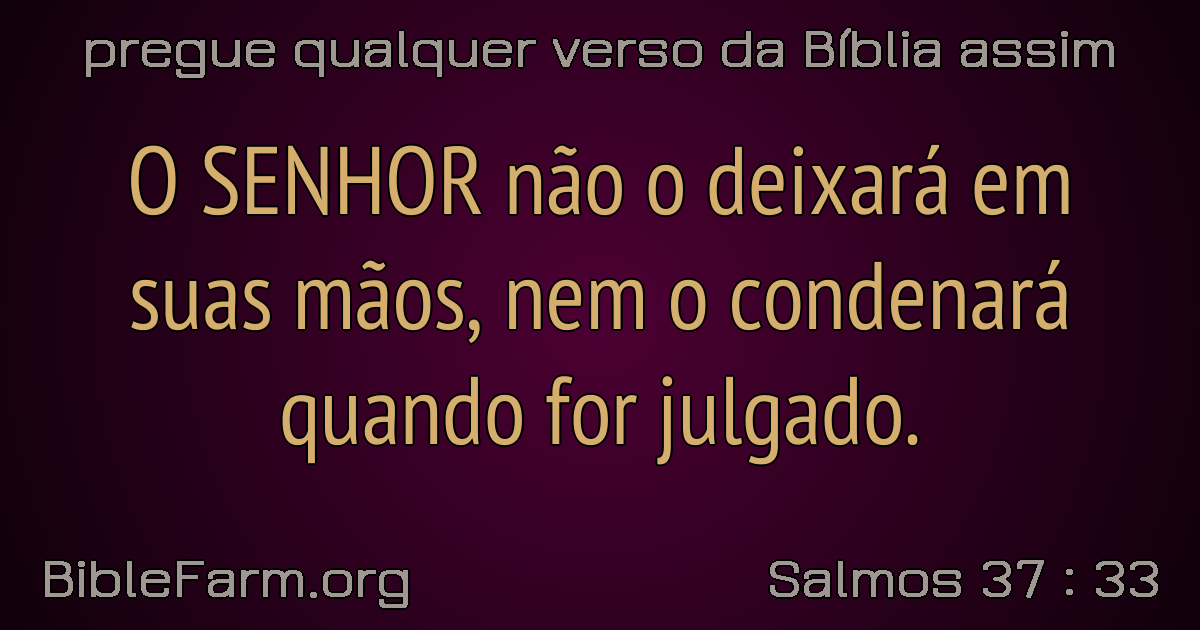 pregue qualquer verso da Bíblia assim
O SENHOR não o deixará em
suas mãos, nem o condenará
quando for julgado.
BibleFarm.org
Salmos 37 : 33